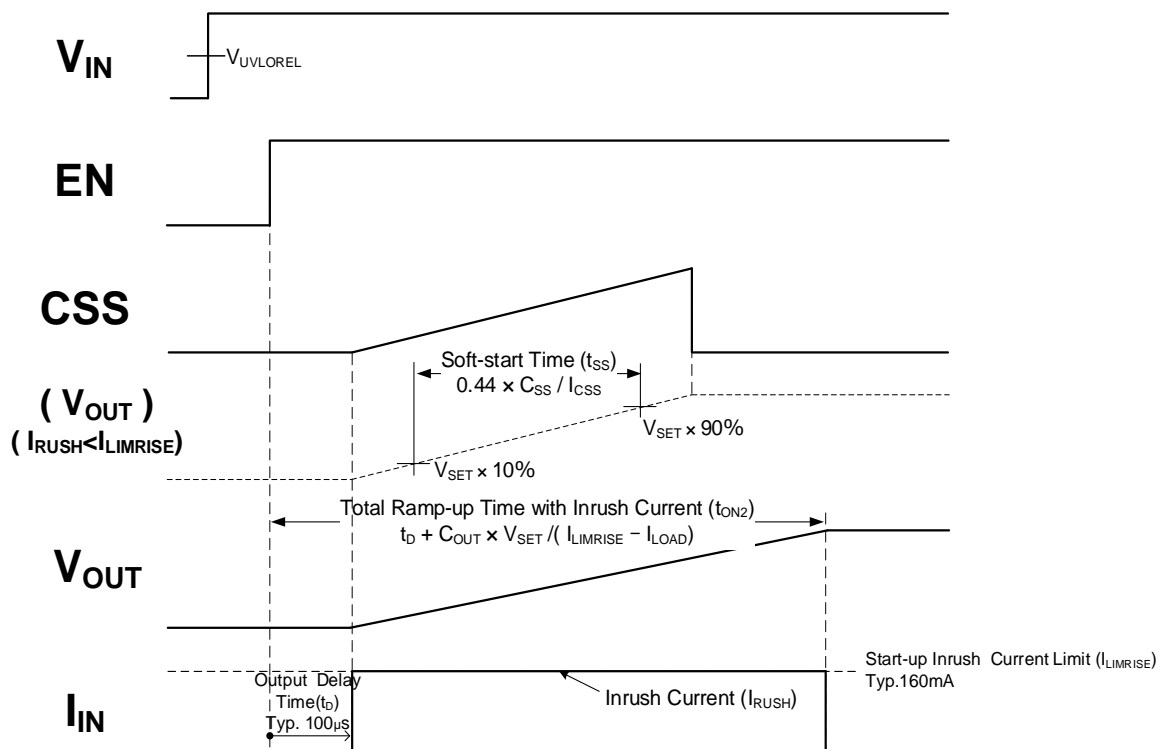 VIN
VUVLOREL
EN
CSS
Soft-start Time (tSS)
0.44 × CSS / ICSS
( VOUT )
( IRUSH<ILIMRISE)
VSET × 90%
VSET × 10%
Total Ramp-up Time with Inrush Current (tON2)
tD + COUT × VSET /( ILIMRISE − ILOAD)
VOUT
Start-up Inrush Current Limit (ILIMRISE)
Typ.160mA
Output Delay
Time(tD)
Typ. 100µs
Inrush Current (IRUSH)
IIN